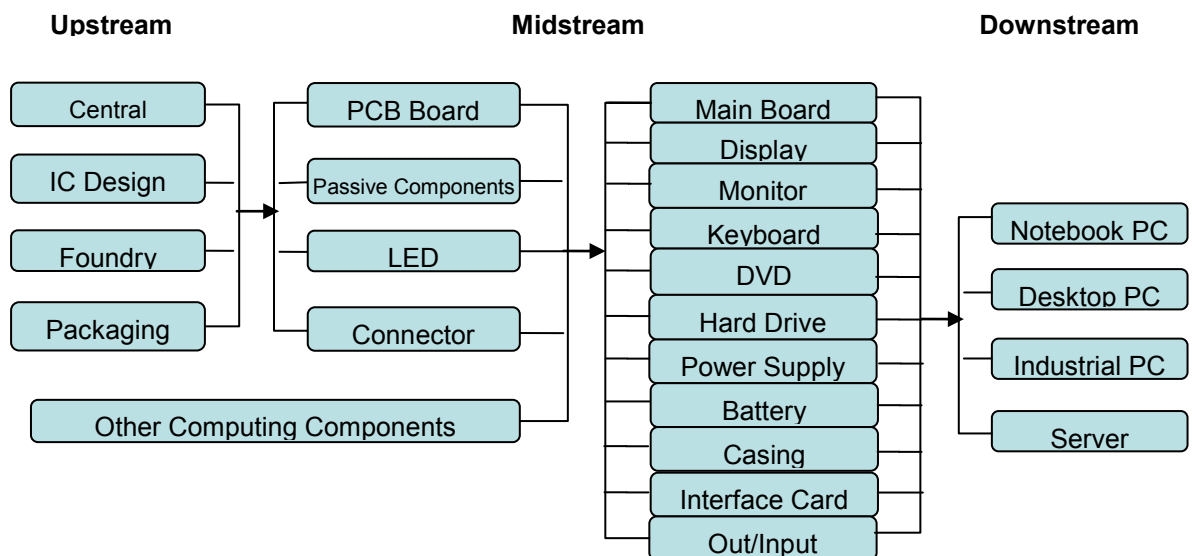 Upstream
Midstream
Downstream
Central
IC Design
Foundry
Packaging
PCB Board
Passive Components
LED
Connector
Other Computing Components
Main Board
Display
Monitor
Keyboard
DVD
Hard Drive
Power Supply
Battery
Casing
Interface Card
Out/Input
Notebook PC
Desktop PC
Industrial PC
Server